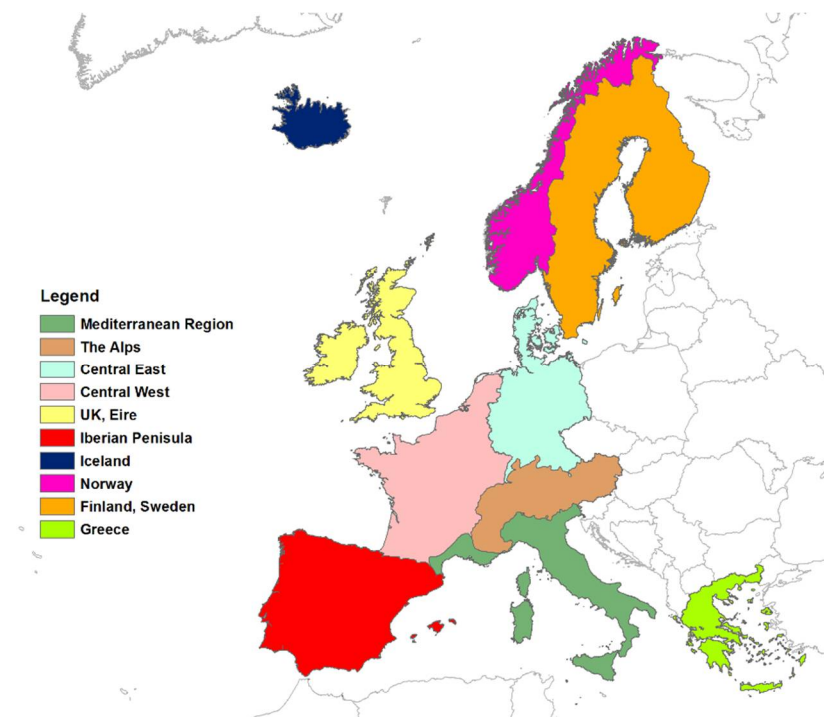 Legend
Mediterranean Region
The Alps
Central East
Central West
UK, Eire
Iberian Penisula
Iceland
Norway
Finland, Sweden
Greece